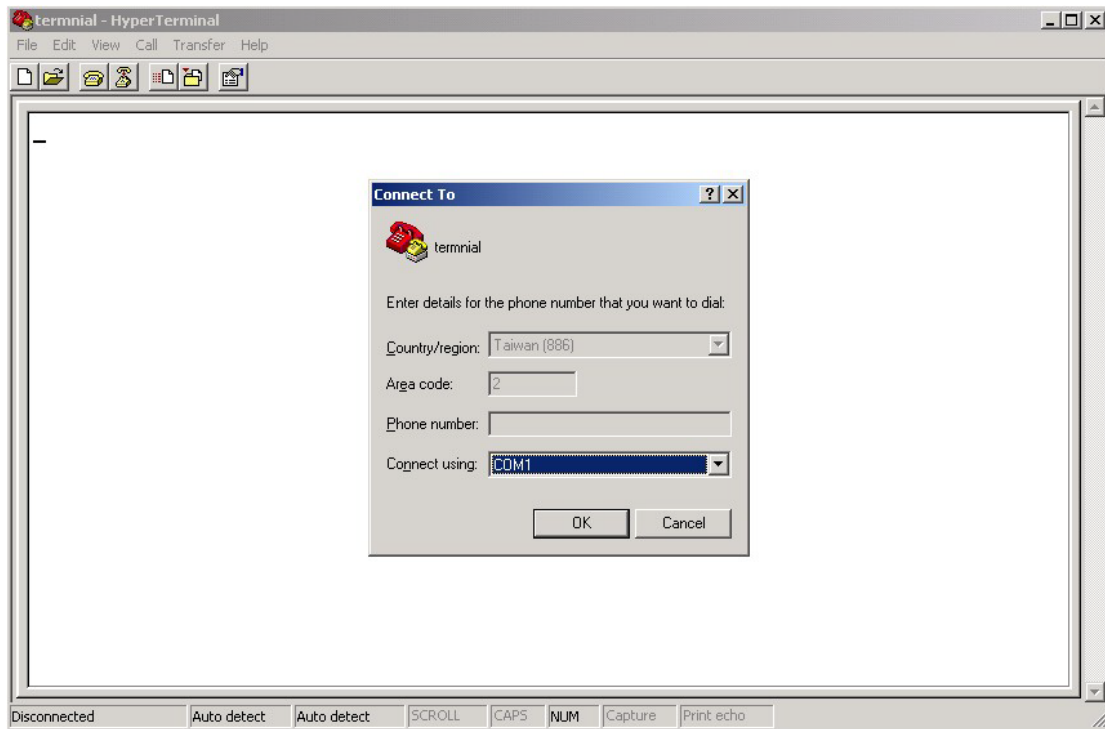 termnial - HyperTerminal
File Edit View Call Transfer Help
Connect To
termnial
Enter details for the phone number that you want to dial:
Country/region: Taiwan (886)
Area code: 2
Phone number:
Connect using: COM1
OK Cancel
Disconnected Auto detect Auto detect SCROLL CAPS NUM Capture Print echo